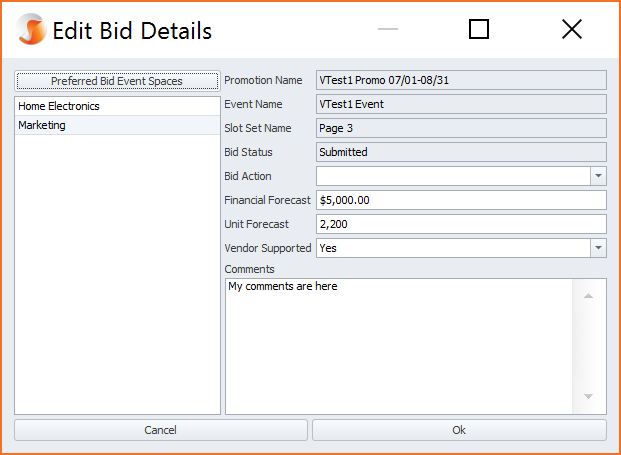 Edit Bid Details
Preferred Bid Event Spaces
Home Electronics
Marketing
Promotion Name VTest1 Promo 07/01-08/31
Event Name VTest1 Event
Slot Set Name Page 3
Bid Status Submitted
Bid Action
Financial Forecast $5,000.00
Unit Forecast 2,200
Vendor Supported Yes
Comments
My comments are here
Cancel Ok